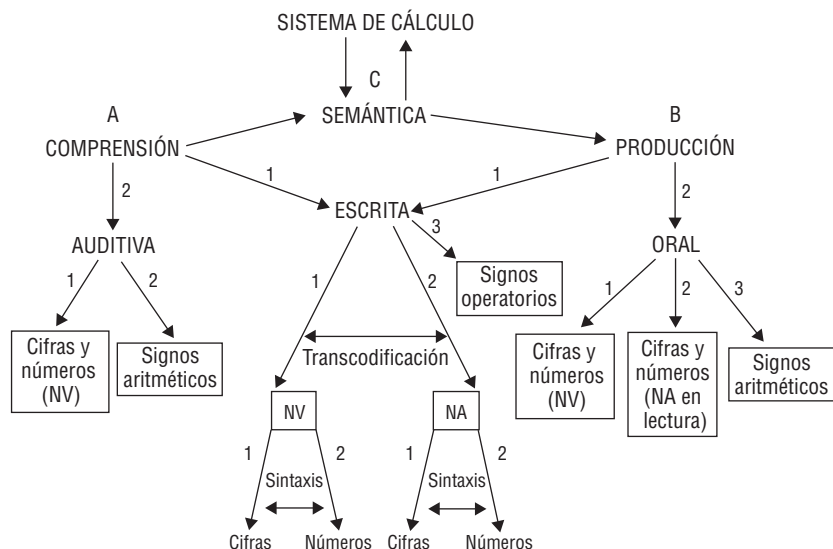 SISTEMA DE CÁLCULO
C
A
SEMÁNTICA
B
COMPRENSIÓN
PRODUCCIÓN
1
1
2
2
ESCRITA
3
AUDITIVA
ORAL
1
2
1
2
Signos
operatorios
1
2
3
Cifras y
números
(NV)
Signos
aritméticos
Transcodificación
Cifras y
números
(NV)
Cifras y
números
(NA en
lectura)
Signos
aritméticos
NV
NA
1
2
1
2
Sintaxis
Sintaxis
Cifras
Números
Cifras
Números